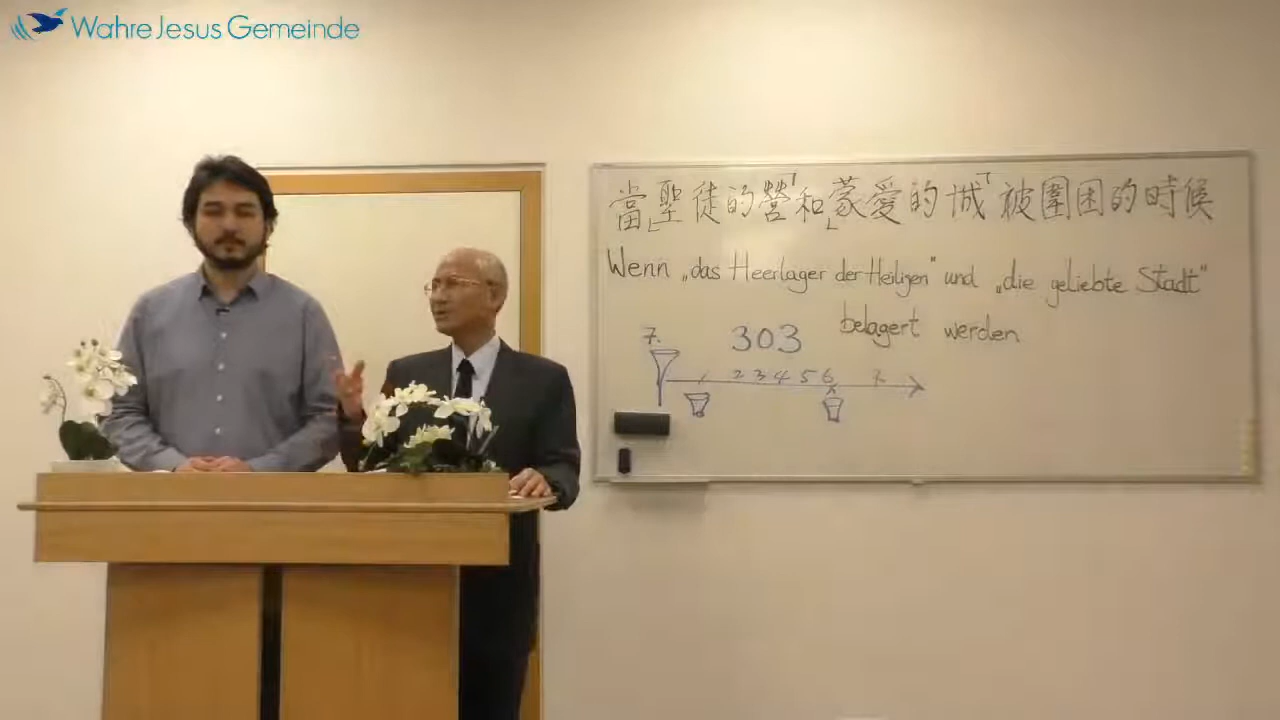 Wahre Jesus Gemeinde
當「聖徒的營」和「蒙愛的城」被圍困的時候
Wenn „das Heerlager der Heiligen" und „die geliebte Stadt"
belagert werden
7. 303
2 3 4 5 6 7